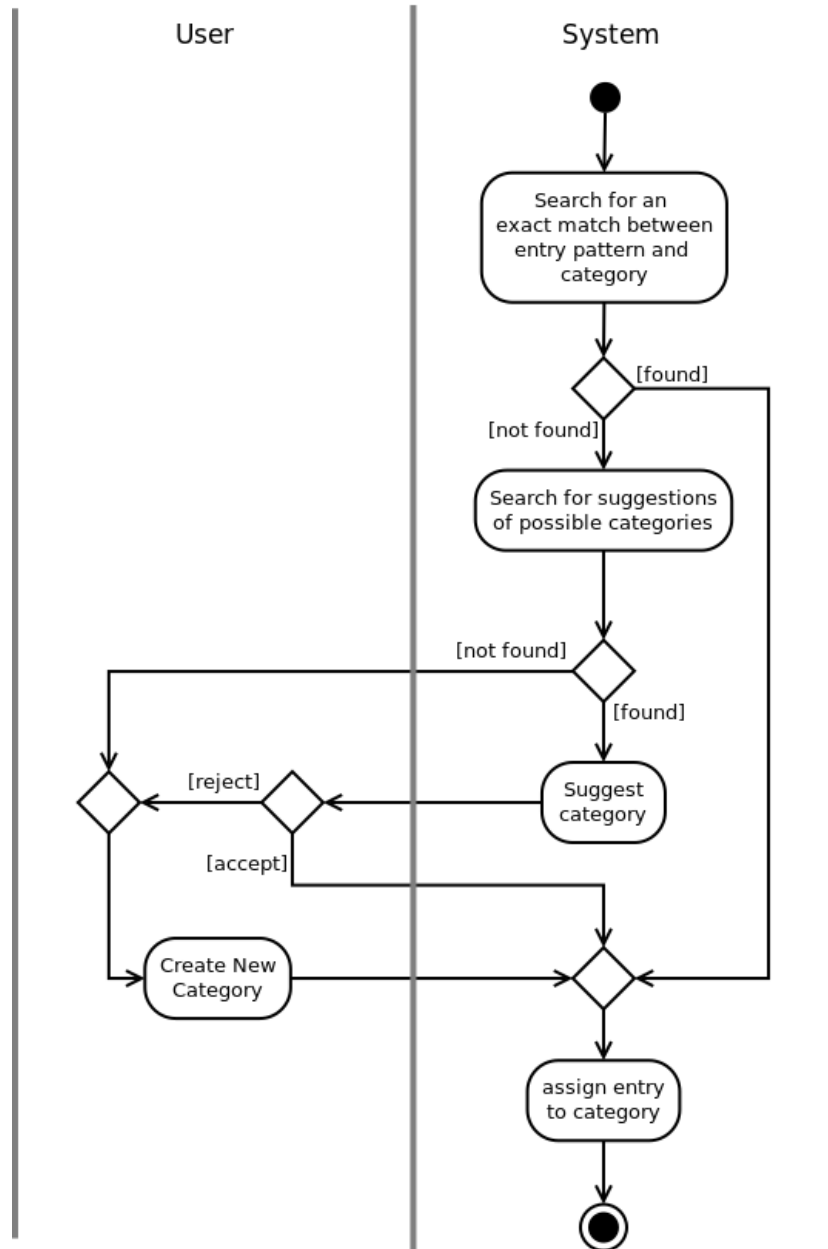 User
System
Search for an
exact match between
entry pattern and
category
[found]
[not found]
Search for suggestions
of possible categories
[not found]
[found]
Suggest
category
[reject]
[accept]
Create New
Category
assign entry
to category